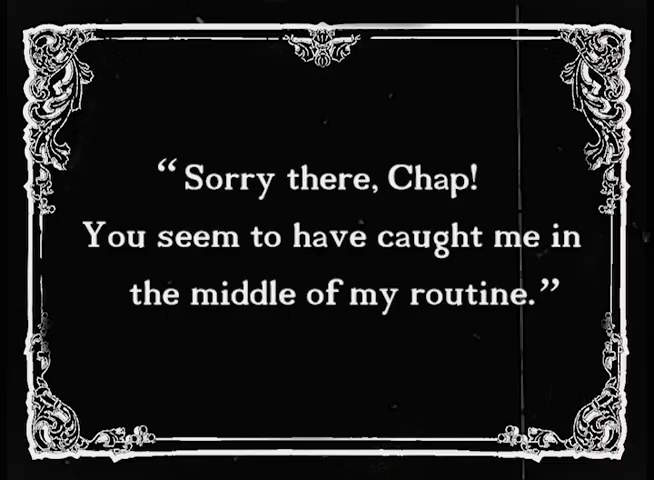 “Sorry there, Chap!
You seem to have caught me in
the middle of my routine.”